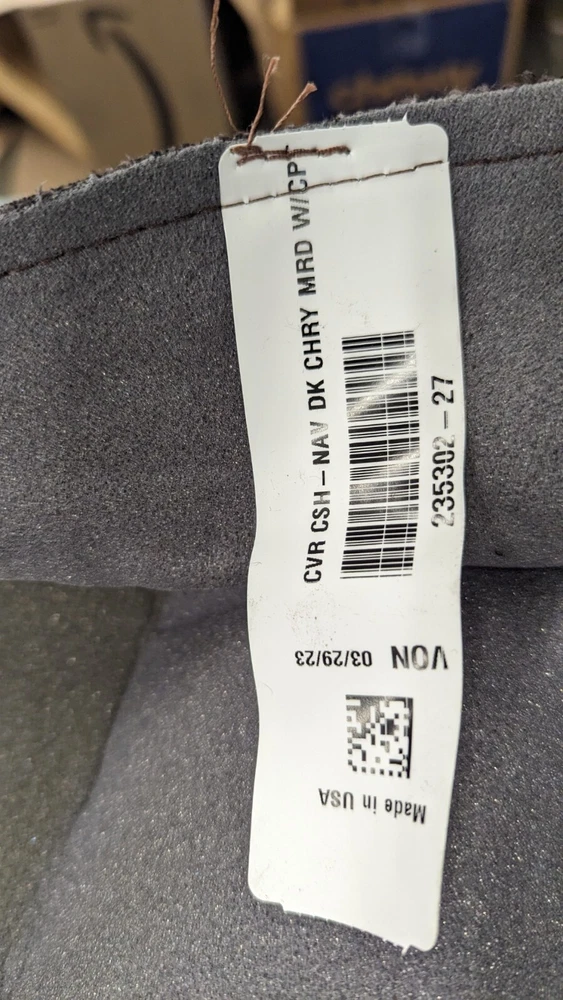 CVR CSH - NAV DK CHRY MRD W/CP
235302 - 27
VON 03/29/23
Made in USA